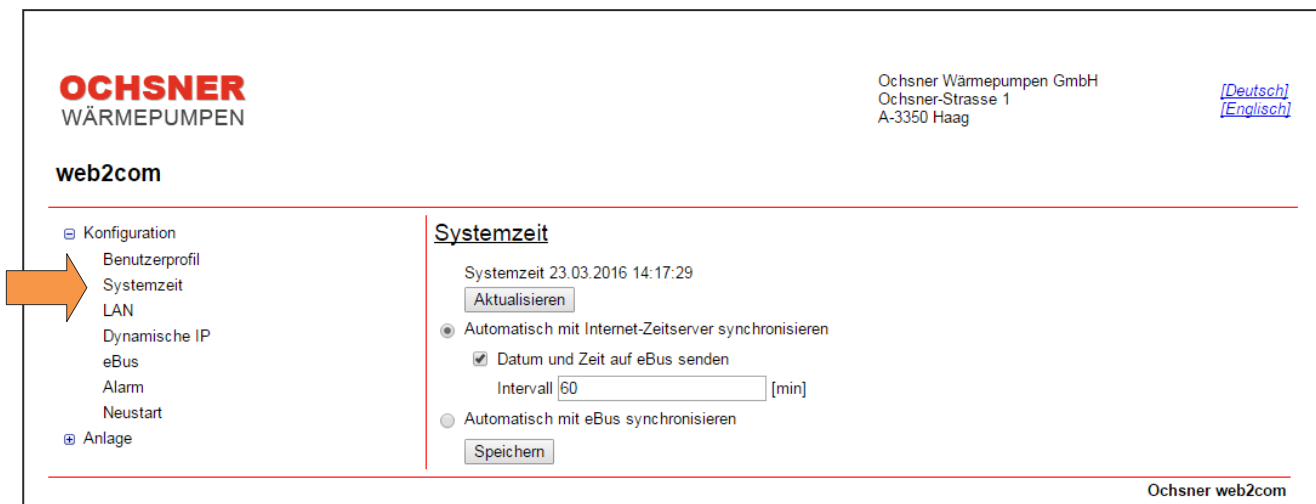 OCHSNER
WÄRMEPUMPEN
Ochsner Wärmepumpen GmbH
Ochsner-Strasse 1
A-3350 Haag
[Deutsch]
[Englisch]
web2com
Konfiguration
Benutzerprofil
Systemzeit
LAN
Dynamische IP
eBus
Alarm
Neustart
Anlage
Systemzeit
Systemzeit 23.03.2016 14:17:29
Aktualisieren
Automatisch mit Internet-Zeitserver synchronisieren
Datum und Zeit auf eBus senden
Intervall 60 [min]
Automatisch mit eBus synchronisieren
Speichern
Ochsner web2com